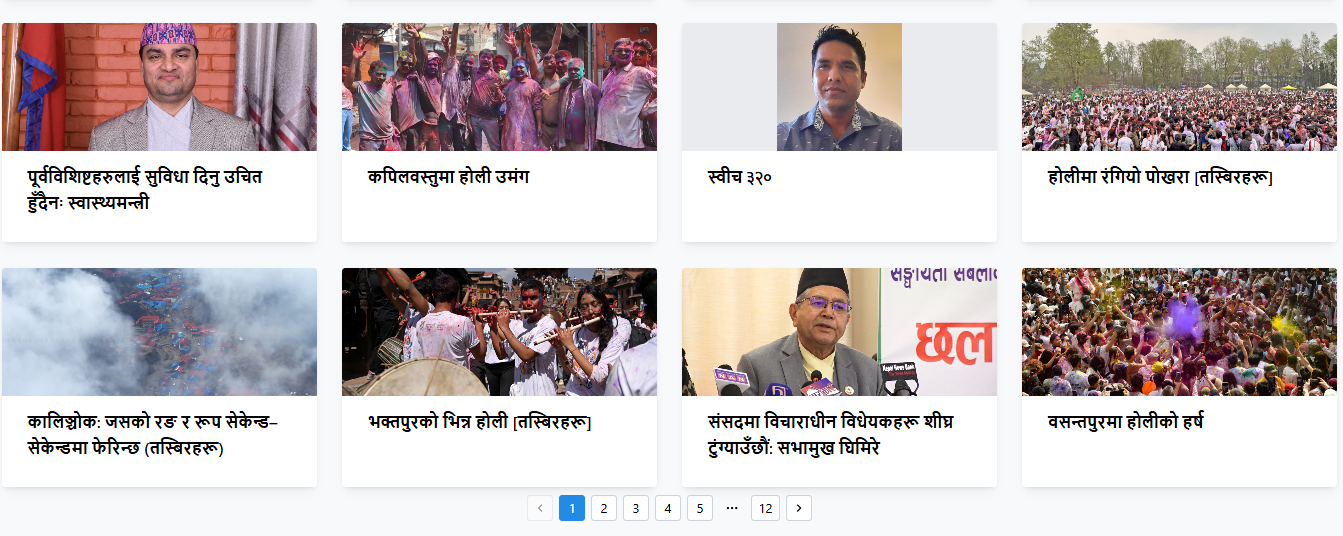 पूर्वविशिष्टहरुलाई सुविधा दिनु उचित
हुँदैनः स्वास्थ्यमन्त्री
कपिलवस्तुमा होली उमंग
स्वीच ३२०
होलीमा रंगियो पोखरा [तस्बिरहरू]
कालिञ्चोक: जसको रङ र रूप सेकेन्ड–
सेकेन्डमा फेरिन्छ (तस्बिरहरू)
भक्तपुरको भिन्न होली [तस्बिरहरू]
छल
संसदमा विचाराधीन विधेयकहरू शीघ्र
टुंग्याउँछौं: सभामुख घिमिरे
वसन्तपुरमा होलीको हर्ष
‹ 1 2 3 4 5 ··· 12 ›